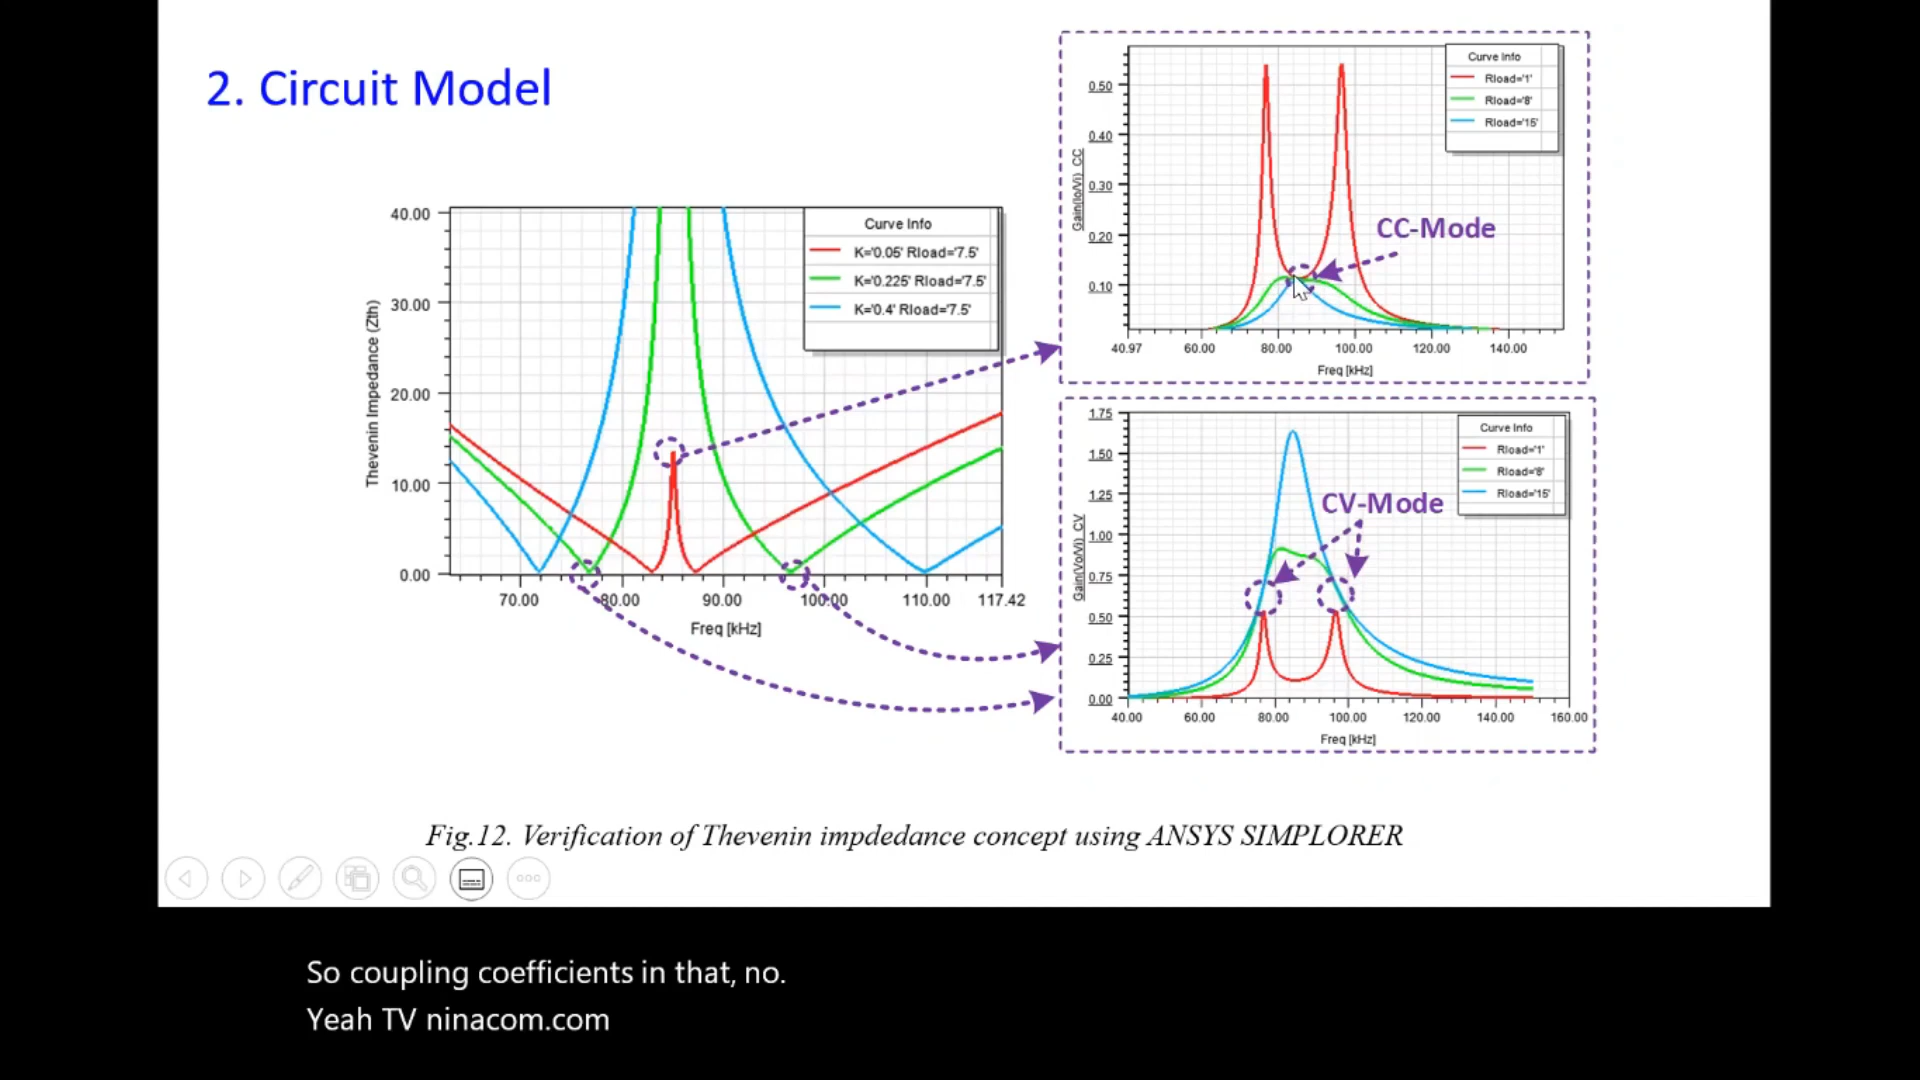 2. Circuit Model
40.00
30.00
20.00
10.00
0.00
Thevenin Impedance (Zth)
70.00 80.00 90.00 100.00 110.00 117.42
Freq [kHz]
Curve Info
K='0.05' Rload='7.5'
K='0.225' Rload='7.5'
K='0.4' Rload='7.5'
0.50
0.40
0.30
0.20
0.10
Gain(Io/Vi)_CC
40.97 60.00 80.00 100.00 120.00 140.00
Freq [kHz]
Curve Info
Rload='1'
Rload='8'
Rload='15'
CC-Mode
1.75
1.50
1.25
1.00
0.75
0.50
0.25
0.00
Gain(Vo/Vi)_CV
40.00 60.00 80.00 100.00 120.00 140.00 160.00
Freq [kHz]
Curve Info
Rload='1'
Rload='8'
Rload='15'
CV-Mode
Fig.12. Verification of Thevenin impdedance concept using ANSYS SIMPLORER
So coupling coefficients in that, no.
Yeah TV ninacom.com